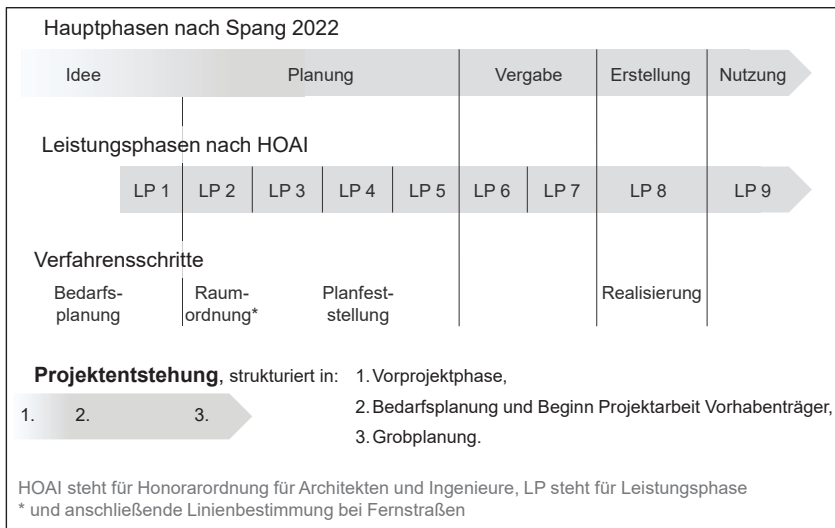 Hauptphasen nach Spang 2022
Idee Planung Vergabe Erstellung Nutzung
Leistungsphasen nach HOAI
LP 1 LP 2 LP 3 LP 4 LP 5 LP 6 LP 7 LP 8 LP 9
Verfahrensschritte
Bedarfs- Raum- Planfest- Realisierung
planung ordnung* stellung
Projektentstehung, strukturiert in: 1. Vorprojektphase,
1. 2. 3. 2. Bedarfsplanung und Beginn Projektarbeit Vorhabenträger,
3. Grobplanung.
HOAI steht für Honorarordnung für Architekten und Ingenieure, LP steht für Leistungsphase
* und anschließende Linienbestimmung bei Fernstraßen